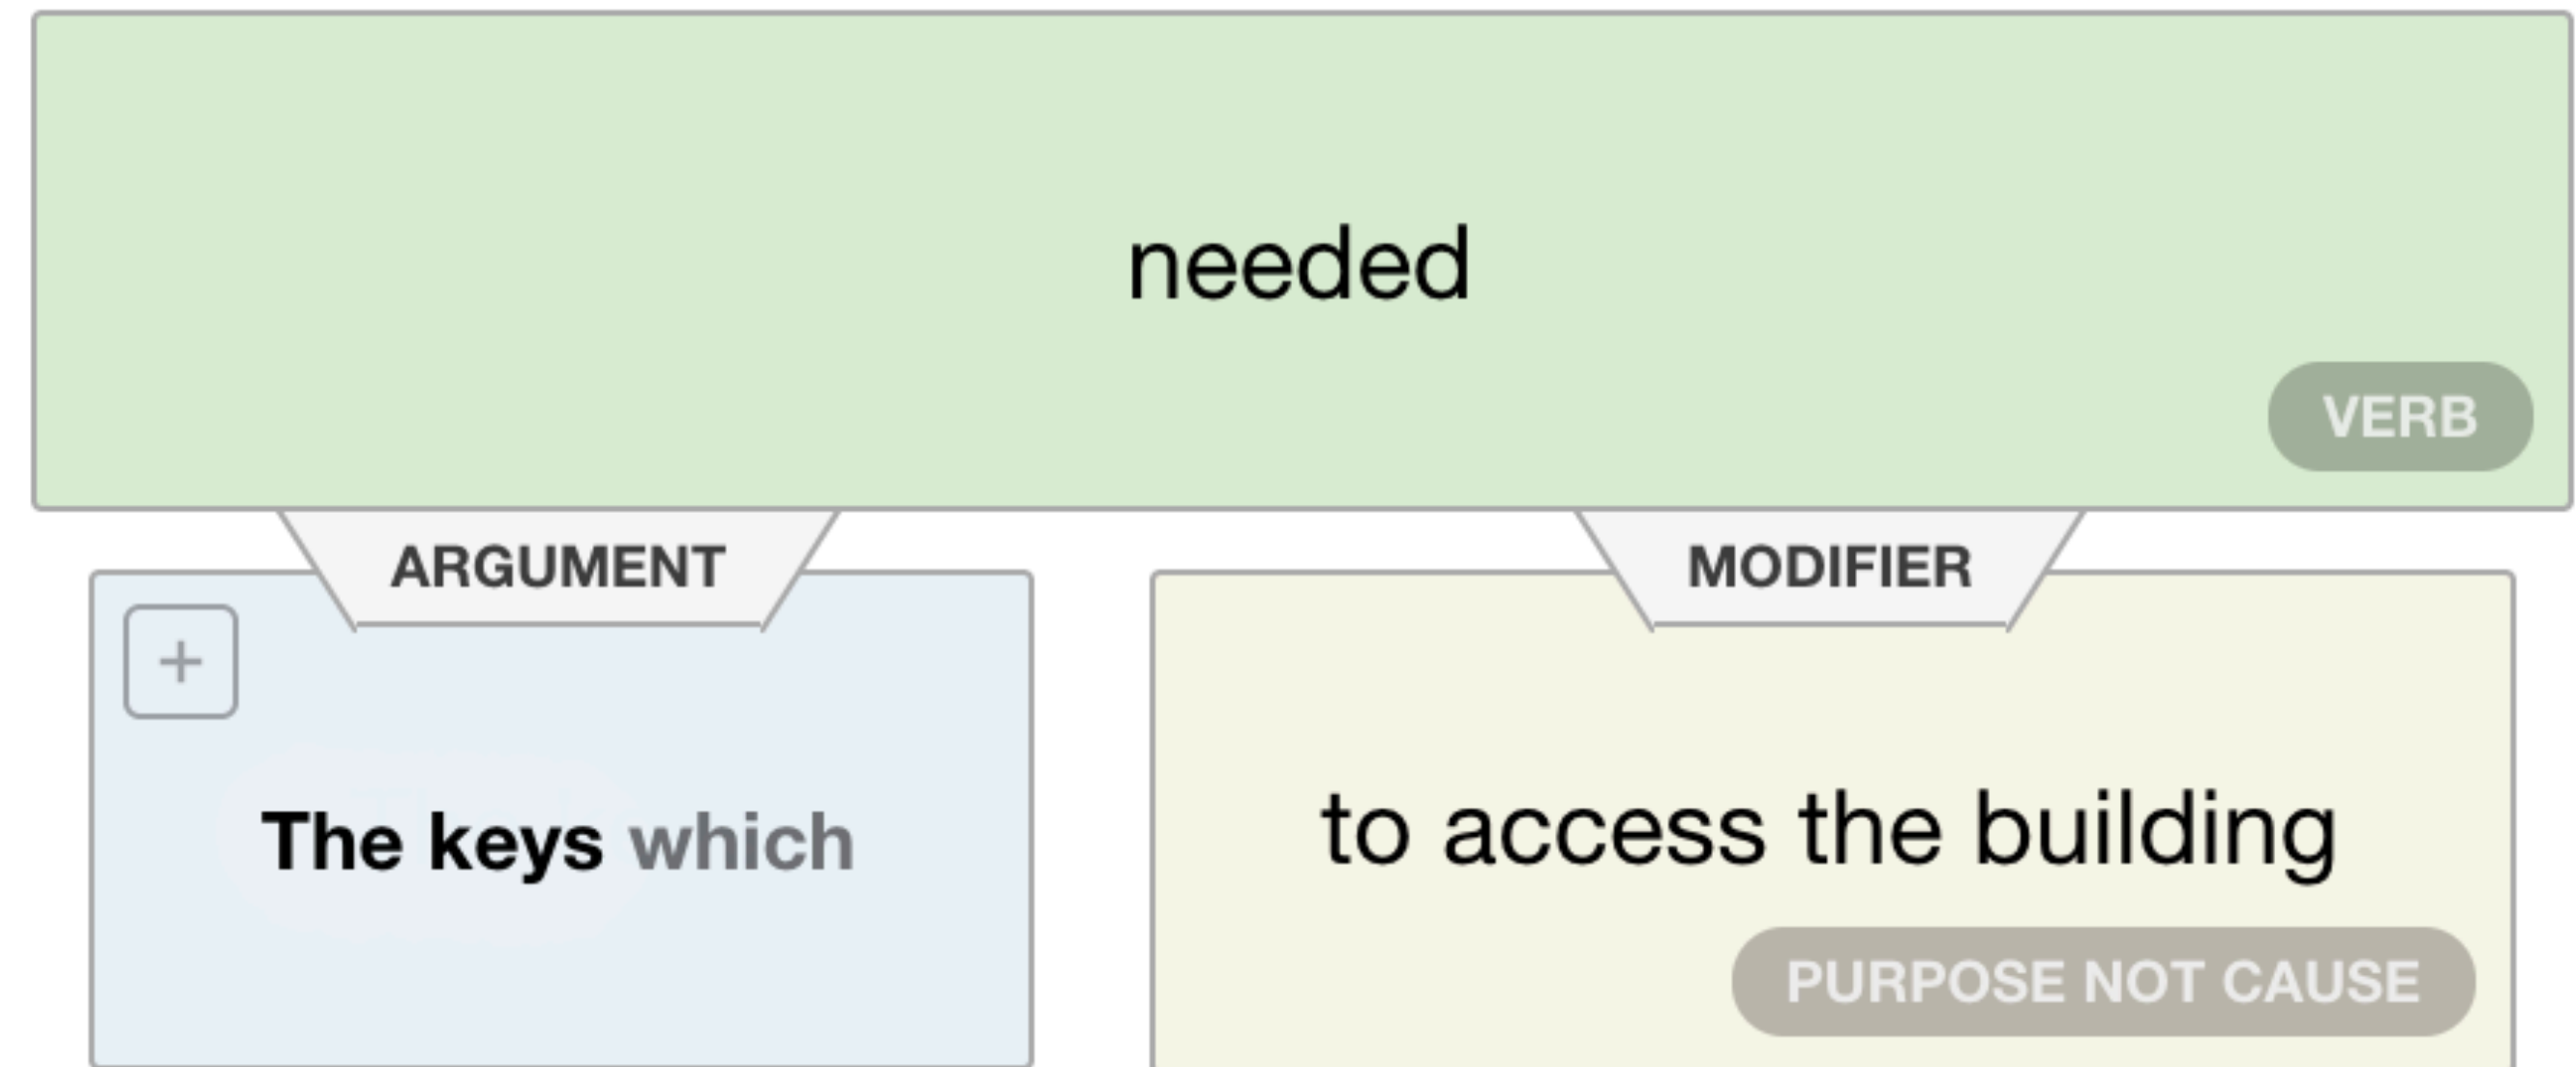 needed
VERB
ARGUMENT
MODIFIER
+
The keys which
to access the building
PURPOSE NOT CAUSE